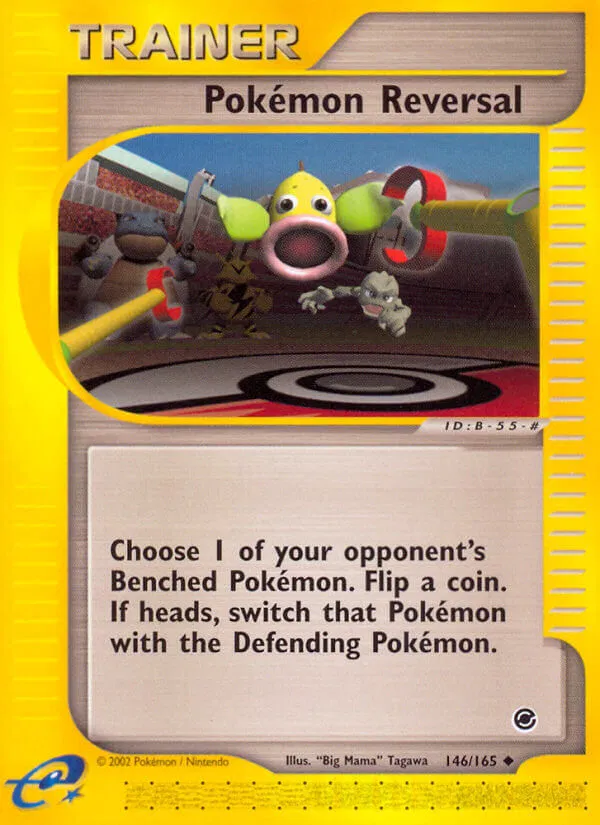 TRAINER
Pokémon Reversal
ID:B-55-#
Choose 1 of your opponent's
Benched Pokémon. Flip a coin.
If heads, switch that Pokémon
with the Defending Pokémon.
© 2002 Pokémon / Nintendo
Illus. "Big Mama" Tagawa
146/165 ◆
e